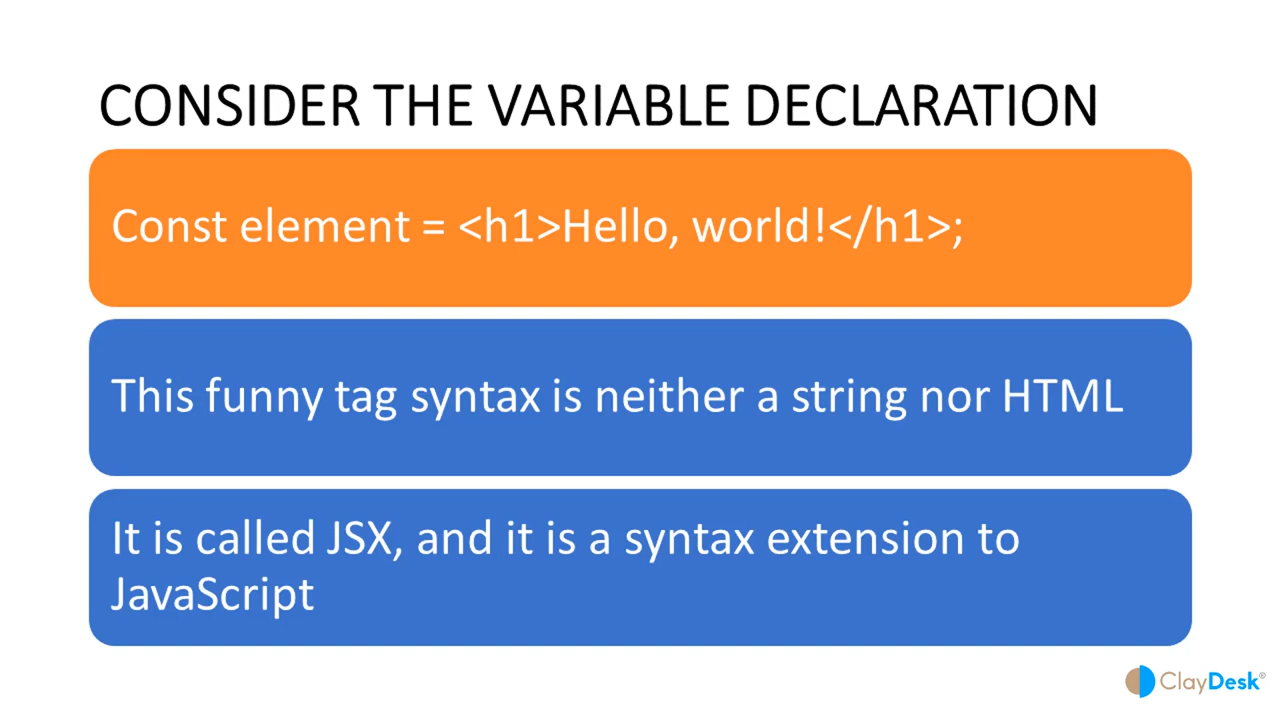 CONSIDER THE VARIABLE DECLARATION
Const element = <h1>Hello, world!</h1>;
This funny tag syntax is neither a string nor HTML
It is called JSX, and it is a syntax extension to
JavaScript
ClayDesk®